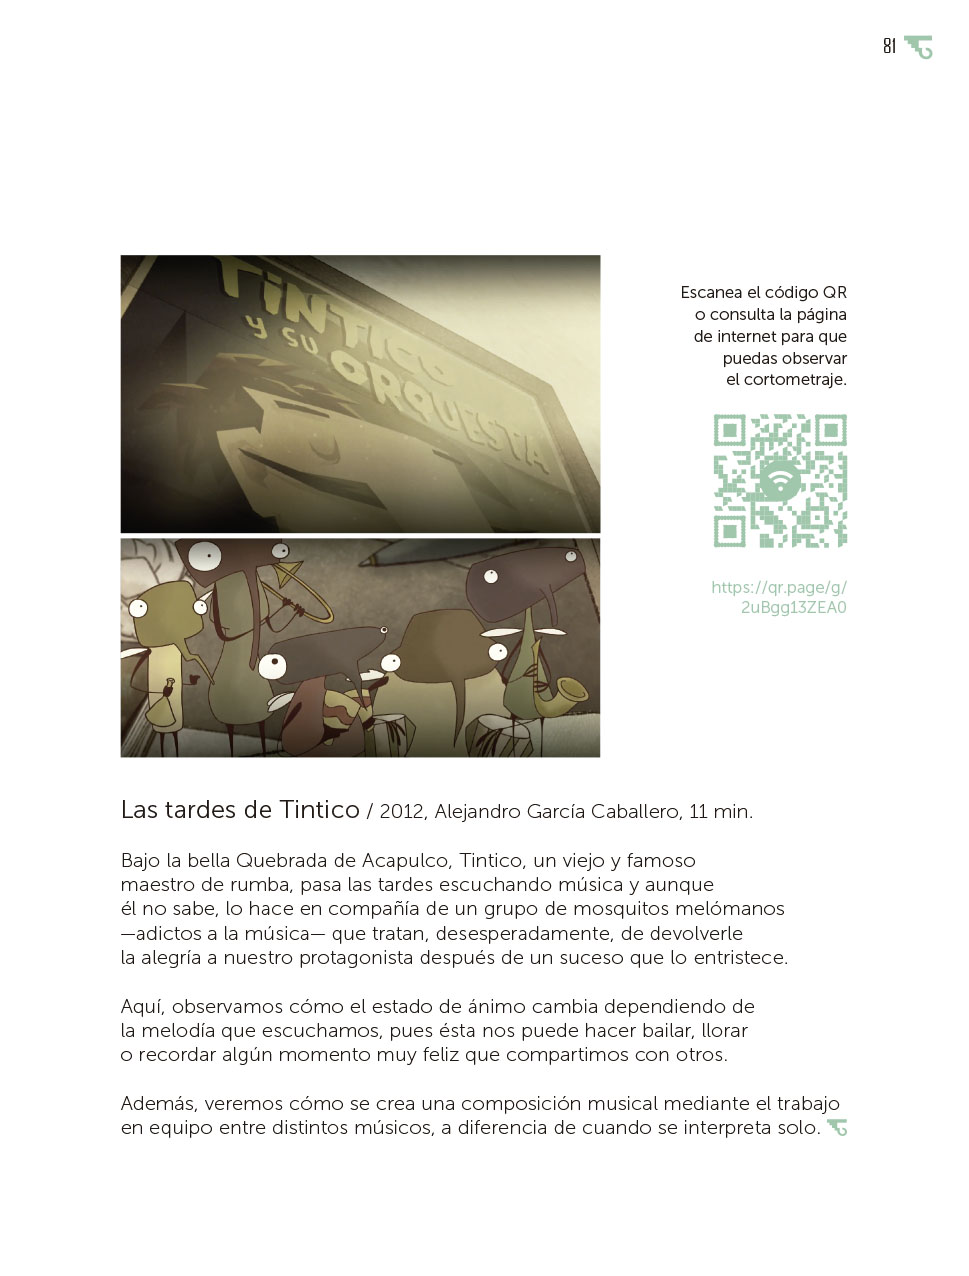 81
TiNTiCO
y su
ORQUESTA
Escanea el código QR
o consulta la página
de internet para que
puedas observar
el cortometraje.
https://qr.page/g/
2uBgg13ZEA0
Las tardes de Tintico / 2012, Alejandro García Caballero, 11 min.
Bajo la bella Quebrada de Acapulco, Tintico, un viejo y famoso
maestro de rumba, pasa las tardes escuchando música y aunque
él no sabe, lo hace en compañía de un grupo de mosquitos melómanos
—adictos a la música— que tratan, desesperadamente, de devolverle
la alegría a nuestro protagonista después de un suceso que lo entristece.
Aquí, observamos cómo el estado de ánimo cambia dependiendo de
la melodía que escuchamos, pues ésta nos puede hacer bailar, llorar
o recordar algún momento muy feliz que compartimos con otros.
Además, veremos cómo se crea una composición musical mediante el trabajo
en equipo entre distintos músicos, a diferencia de cuando se interpreta solo.